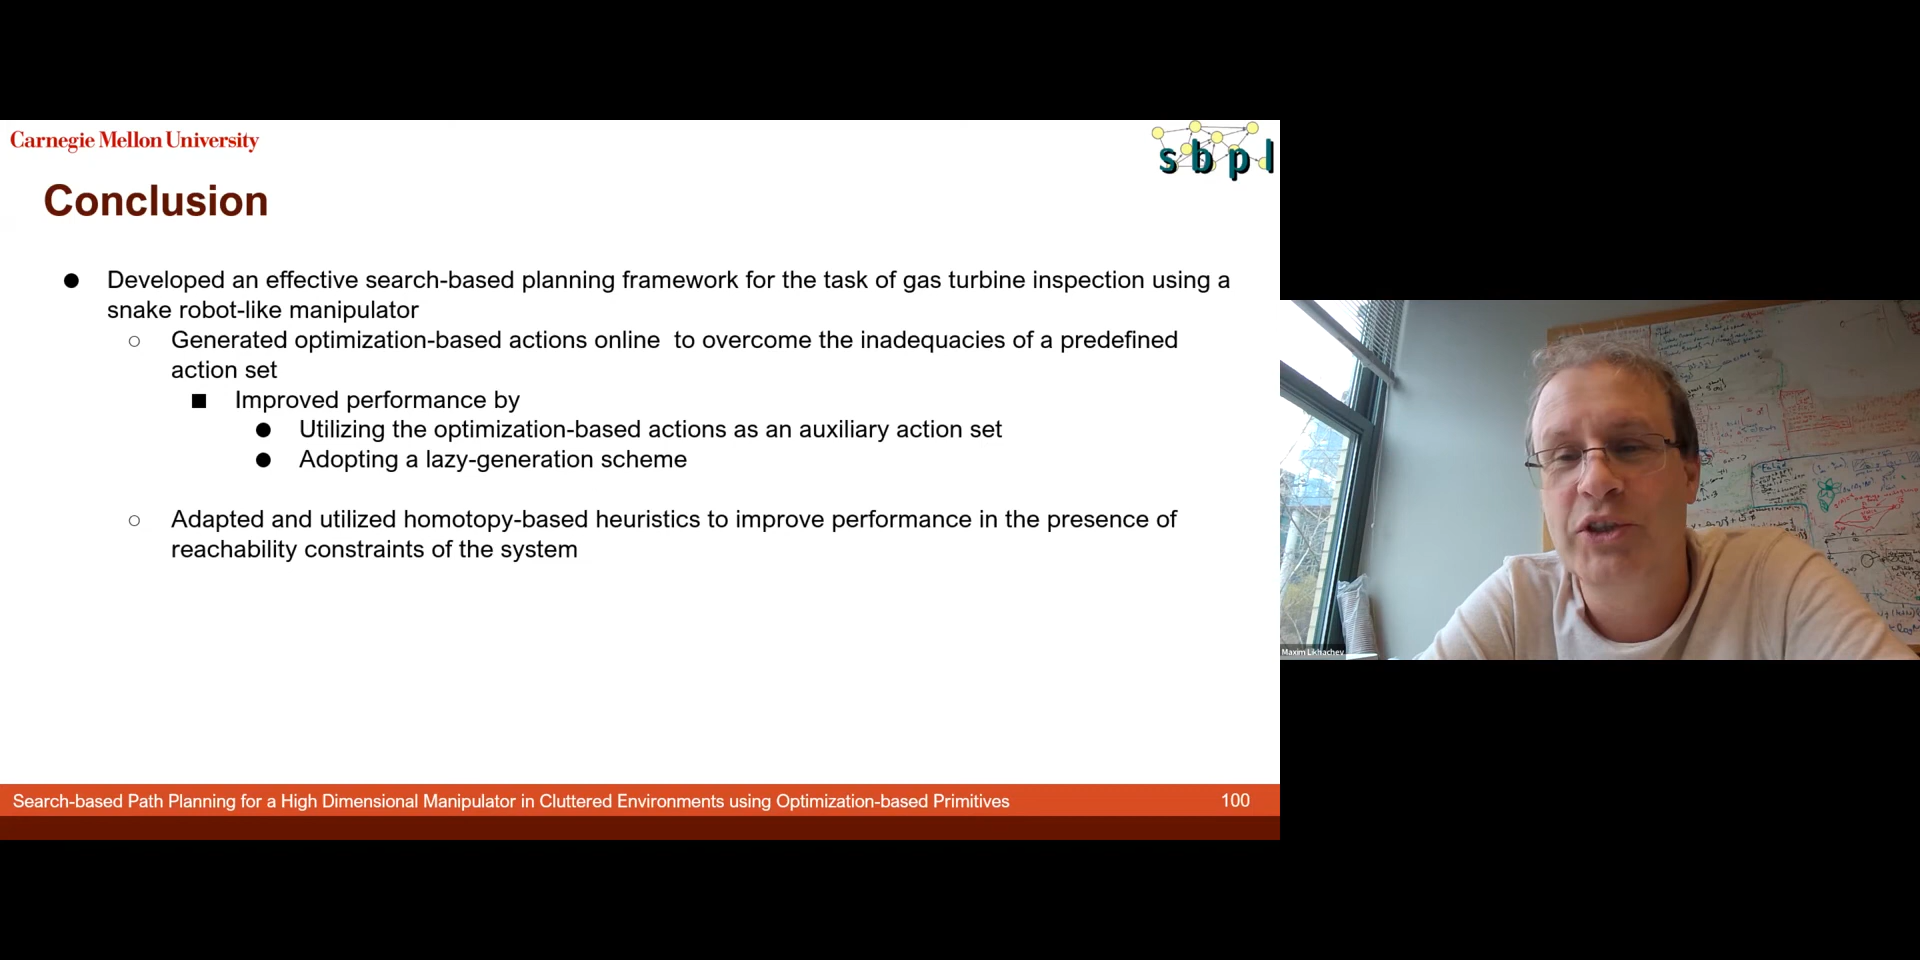 Carnegie Mellon University
sbpl
Conclusion
● Developed an effective search-based planning framework for the task of gas turbine inspection using a
snake robot-like manipulator
○ Generated optimization-based actions online  to overcome the inadequacies of a predefined
action set
■ Improved performance by
● Utilizing the optimization-based actions as an auxiliary action set
● Adopting a lazy-generation scheme
○ Adapted and utilized homotopy-based heuristics to improve performance in the presence of
reachability constraints of the system
Search-based Path Planning for a High Dimensional Manipulator in Cluttered Environments using Optimization-based Primitives
100
Maxim Likhachev